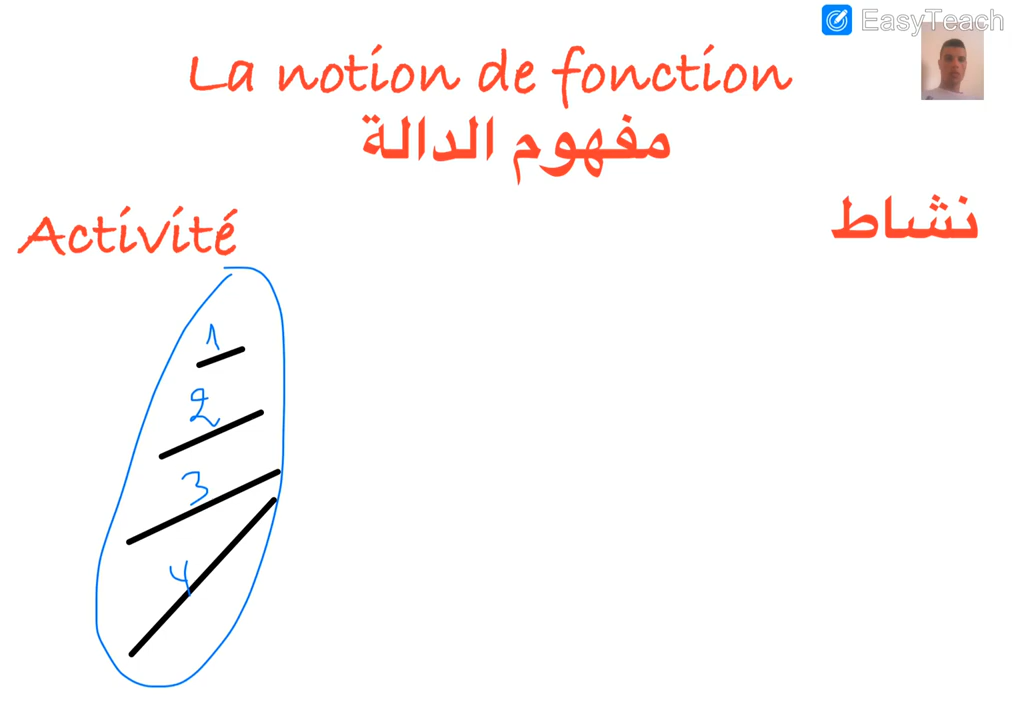 EasyTeach
La notion de fonction
مفهوم الدالة
Activité
نشاط
1
2
3
4